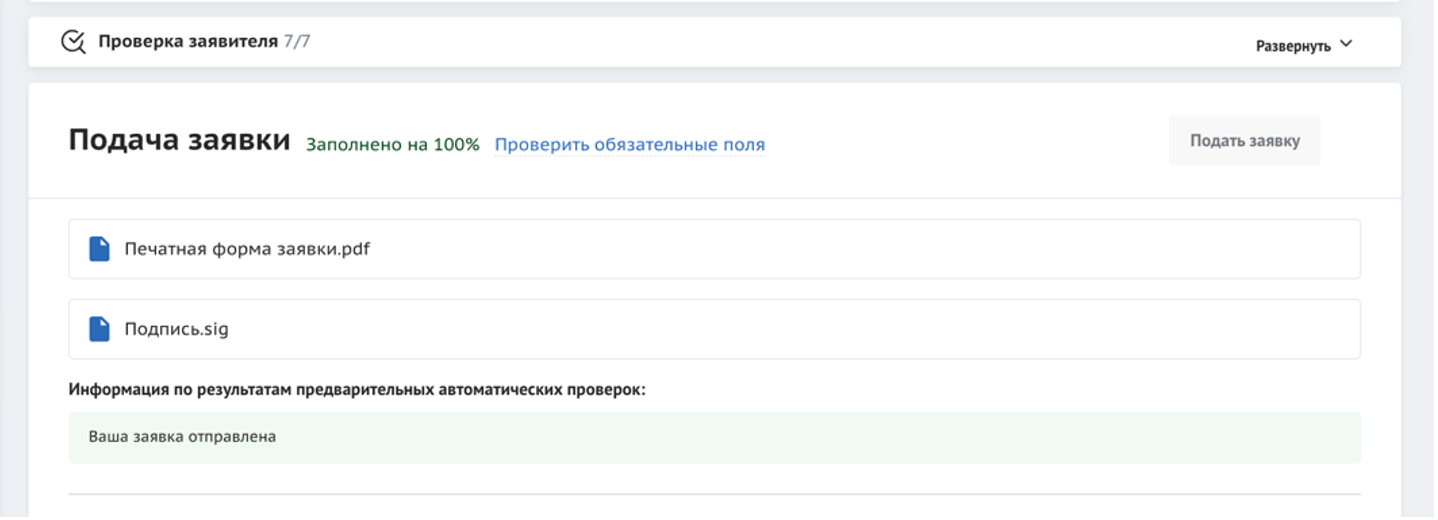 Проверка заявителя 7/7
Развернуть
Подача заявки Заполнено на 100% Проверить обязательные поля
Подать заявку
Печатная форма заявки.pdf
Подпись.sig
Информация по результатам предварительных автоматических проверок:
Ваша заявка отправлена